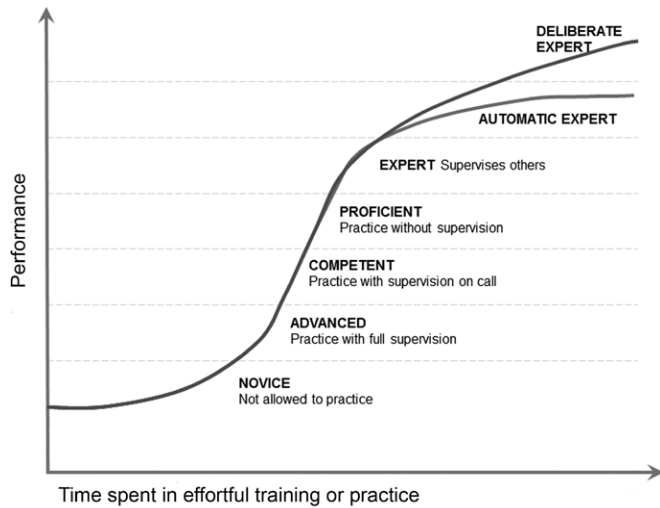 DELIBERATE
EXPERT
AUTOMATIC EXPERT
EXPERT Supervises others
PROFICIENT
Practice without supervision
COMPETENT
Practice with supervision on call
ADVANCED
Practice with full supervision
NOVICE
Not allowed to practice
Performance
Time spent in effortful training or practice